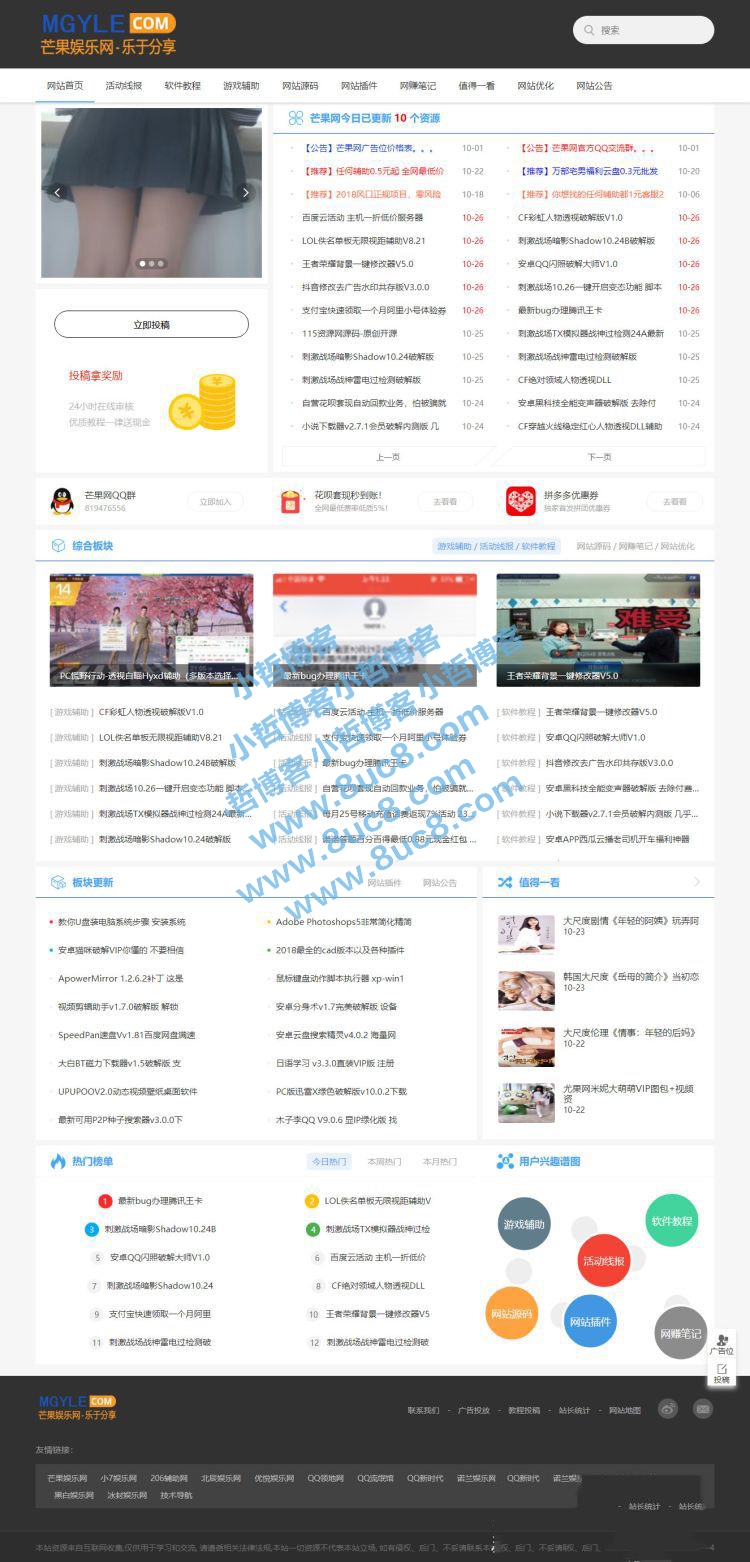 MGYLE COM
芒果娱乐网-乐于分享
搜索
网站首页 活动线报 软件教程 游戏辅助 网站源码 网站插件 网赚笔记 值得一看 网站优化 网站公告
芒果网今日已更新 10 个资源
【公告】芒果网广告位价格表。。。 10-01
【公告】芒果网官方QQ交流群。。。 10-01
【推荐】任何辅助0.5元起 全网最低价 10-22
【推荐】万部宅男福利云盘0.3元批发 10-20
【推荐】2018风口正规项目，零风险 10-18
【推荐】你想找的任何辅助都1元客服2 10-06
百度云活动 主机一折低价服务器 10-26
CF彩虹人物透视破解版V1.0 10-26
LOL佚名单板无限视距辅助V8.21 10-26
刺激战场暗影Shadow10.24B破解版 10-26
王者荣耀背景一键修改器V5.0 10-26
安卓QQ闪照破解大师V1.0 10-26
抖音修改去广告水印共存版V3.0.0 10-26
刺激战场10.26一键开启变态功能 脚本 10-26
支付宝快速领取一个月阿里小号体验券 10-26
最新bug办理腾讯王卡 10-26
115资源网源码-原创开源 10-25
刺激战场TX模拟器战神过检测24A最新 10-25
刺激战场暗影Shadow10.24破解版 10-25
刺激战场战神雷电过检测破解版 10-25
刺激战场战神雷电过检测破解版 10-25
CF绝对领域人物透视DLL 10-25
自营花呗套现自动回款业务，怕被骗就 10-24
安卓黑科技全能变声器破解版 去除付 10-24
小说下载器v2.7.1会员破解内测版 几 10-24
CF穿越火线稳定红心人物透视DLL辅助 10-24
上一页 下一页
立即投稿
投稿拿奖励
24小时在线审核
优质教程一律送现金
芒果网QQ群
819476556
立即加入
花呗套现秒到账!
全网最低费率低质5%!
去看看
拼多多优惠券
独家首发拼团优惠券
去看看
综合板块
游戏辅助 / 活动线报 / 软件教程 网站源码 / 网赚笔记 / 网站优化
14
难受
PC荒野行动-透视自瞄Hyxd辅助（多版本选择...
最新bug办理腾讯王卡
王者荣耀背景一键修改器V5.0
[ 游戏辅助 ] CF彩虹人物透视破解版V1.0
[ 活动线报 ] 百度云活动 主机一折低价服务器
[ 软件教程 ] 王者荣耀背景一键修改器V5.0
[ 游戏辅助 ] LOL佚名单板无限视距辅助V8.21
[ 活动线报 ] 支付宝快速领取一个月阿里小号体验券
[ 软件教程 ] 安卓QQ闪照破解大师V1.0
[ 游戏辅助 ] 刺激战场暗影Shadow10.24B破解版
[ 活动线报 ] 最新bug办理腾讯王卡
[ 软件教程 ] 抖音修改去广告水印共存版V3.0.0
[ 游戏辅助 ] 刺激战场10.26一键开启变态功能 脚本...
[ 活动线报 ] 自营花呗套现自动回款业务，怕被骗就...
[ 软件教程 ] 安卓黑科技全能变声器破解版 去除付费...
[ 游戏辅助 ] 刺激战场TX模拟器战神过检测24A最新...
[ 活动线报 ] 每月25号移动充值话费返现7%活动 23...
[ 软件教程 ] 小说下载器v2.7.1会员破解内测版 几乎...
[ 游戏辅助 ] 刺激战场暗影Shadow10.24破解版
[ 活动线报 ] 诺诺答题百分百得最低0.88元现金红包 ...
[ 软件教程 ] 安卓APP西瓜云播老司机开车福利神器
小哲博客
小哲博客小哲博客
哲博客小哲博客小哲博客
www.8uc8.com
www.8uc8.com
www.8uc8.com
板块更新 网站插件 网站公告
教你U盘装电脑系统步骤 安装系统
Adobe Photoshops5非常简化精简
安卓猫咪破解VIP你懂的 不要相信
2018最全的cad版本以及各种插件
ApowerMirror 1.2.6.2补丁 这是
鼠标键盘动作脚本执行器 xp-win1
视频剪辑助手v1.7.0破解版 解锁
安卓分身术v1.7完美破解版 设备
SpeedPan速盘Vv1.81百度网盘满速
安卓云盘搜索精灵v4.0.2 海量网
大白BT磁力下载器v1.5破解版 支
日语学习 v3.3.0直装VIP版 注册
UPUPOOV2.0动态视频壁纸桌面软件
PC版迅雷X绿色破解版v10.0.2下载
最新可用P2P种子搜索器v3.0.0下
木子李QQ V9.0.6 显IP绿化版 找
值得一看
大尺度剧情《年轻的阿姨》玩弄阿
10-23
韩国大尺度《岳母的简介》当初恋
10-23
大尺度伦理《情事：年轻的后妈》
10-22
尤果网米妮大萌萌VIP图包+视频
资
10-22
热门榜单 今日热门 本周热门 本月热门
1 最新bug办理腾讯王卡
2 LOL佚名单板无限视距辅助V
3 刺激战场暗影Shadow10.24B
4 刺激战场TX模拟器战神过检
5 安卓QQ闪照破解大师V1.0
6 百度云活动 主机一折低价
7 刺激战场暗影Shadow10.24
8 CF绝对领域人物透视DLL
9 支付宝快速领取一个月阿里
10 王者荣耀背景一键修改器V5
11 刺激战场战神雷电过检测破
12 刺激战场战神雷电过检测破
用户兴趣谱图
游戏辅助
软件教程
活动线报
网站源码
网站插件
网赚笔记
广告位
投稿
MGYLE COM
芒果娱乐网-乐于分享
联系我们 - 广告投放 - 教程投稿 - 站长统计 - 网站地图
友情链接：
芒果娱乐网 小7娱乐网 206辅助网 北辰娱乐网 优悦娱乐网 QQ领地网 QQ流氓馆 QQ新时代 诺兰娱乐网 QQ新时代
黑白娱乐网 冰封娱乐网 技术导航
- 站长统计 - 站长统
本站资源来自互联网收集,仅供用于学习和交流, 请遵循相关法律法规,本站一切资源不代表本站立场, 如有侵权、后门、不妥请联系本